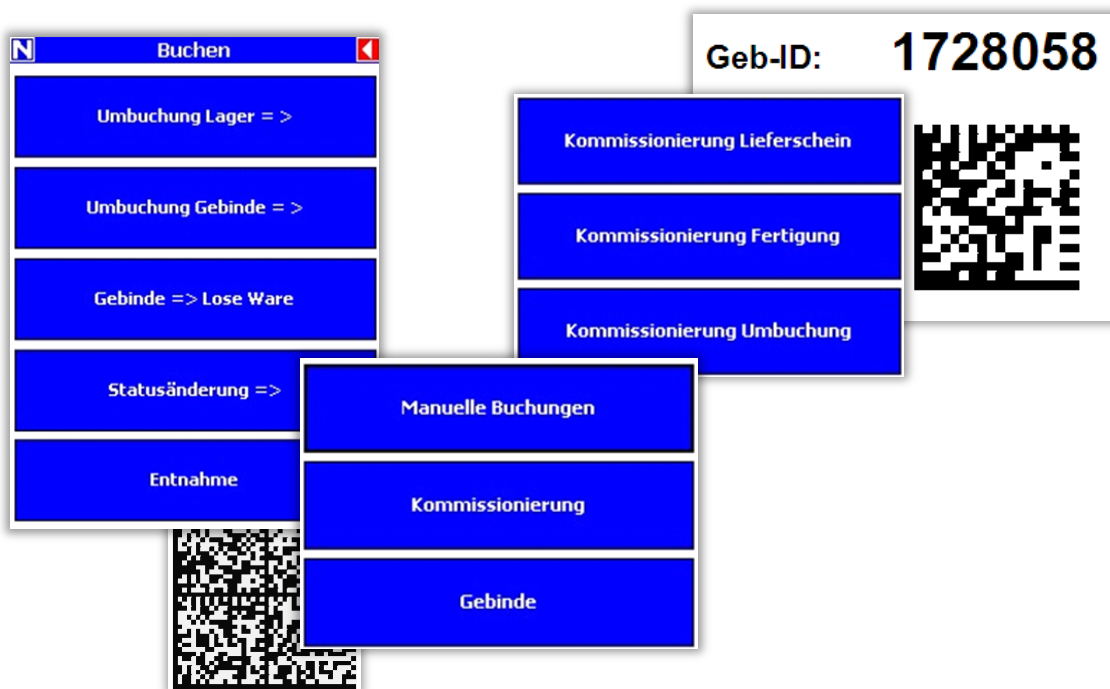 N Buchen
Umbuchung Lager = >
Umbuchung Gebinde = >
Gebinde => Lose Ware
Statusänderung =>
Entnahme
Geb-ID: 1728058
Kommissionierung Lieferschein
Kommissionierung Fertigung
Kommissionierung Umbuchung
Manuelle Buchungen
Kommissionierung
Gebinde